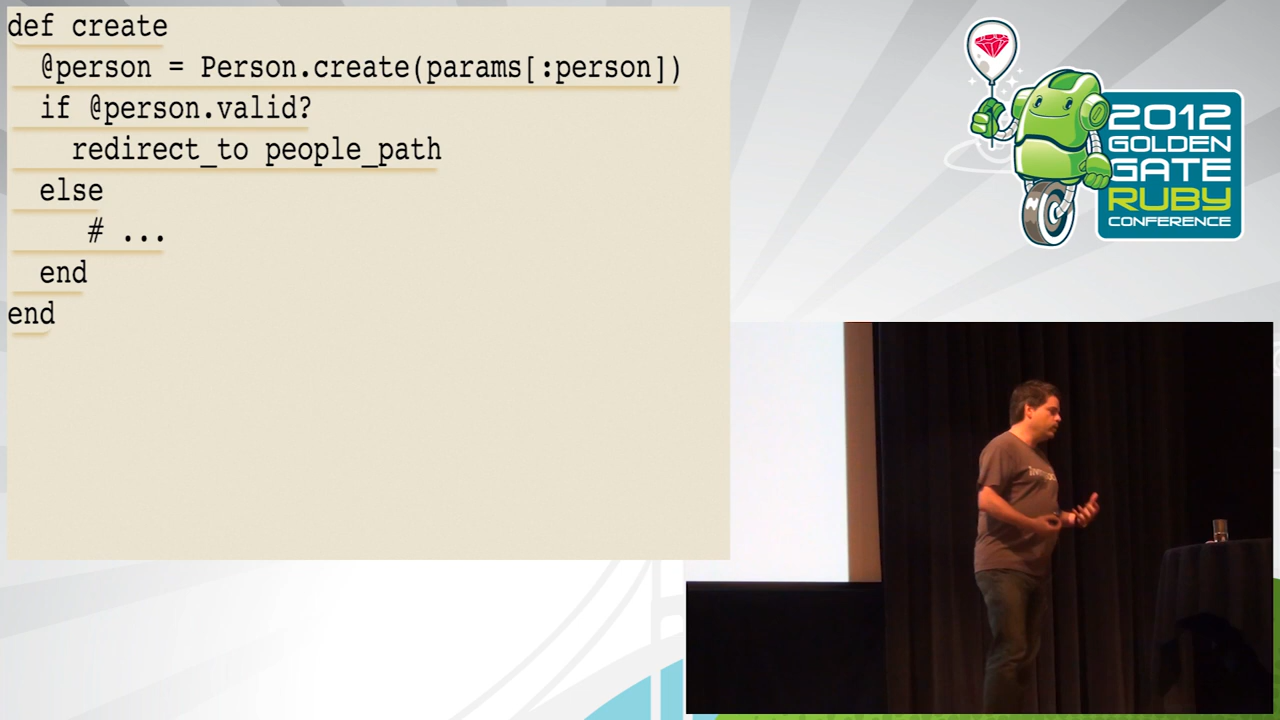 def create
  @person = Person.create(params[:person])
  if @person.valid?
    redirect_to people_path
  else
     # ...
  end
end
2012
GOLDEN
GATE
RUBY
CONFERENCE